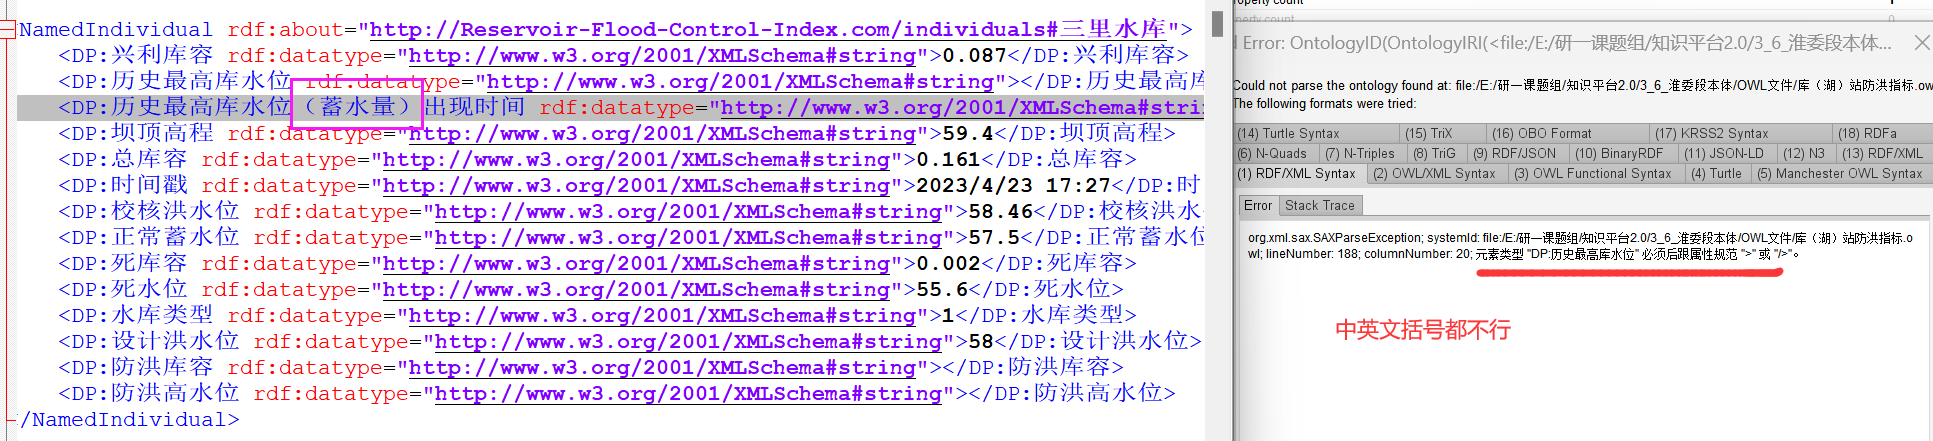 NamedIndividual rdf:about="http://Reservoir-Flood-Control-Index.com/individuals#三里水库">
<DP:兴利库容 rdf:datatype="http://www.w3.org/2001/XMLSchema#string">0.087</DP:兴利库容>
<DP:历史最高库水位 rdf:datatype="http://www.w3.org/2001/XMLSchema#string"></DP:历史最高库
<DP:历史最高库水位（蓄水量）出现时间 rdf:datatype="http://www.w3.org/2001/XMLSchema#stri
<DP:坝顶高程 rdf:datatype="http://www.w3.org/2001/XMLSchema#string">59.4</DP:坝顶高程>
<DP:总库容 rdf:datatype="http://www.w3.org/2001/XMLSchema#string">0.161</DP:总库容>
<DP:时间戳 rdf:datatype="http://www.w3.org/2001/XMLSchema#string">2023/4/23 17:27</DP:时
<DP:校核洪水位 rdf:datatype="http://www.w3.org/2001/XMLSchema#string">58.46</DP:校核洪水
<DP:正常蓄水位 rdf:datatype="http://www.w3.org/2001/XMLSchema#string">57.5</DP:正常蓄水位
<DP:死库容 rdf:datatype="http://www.w3.org/2001/XMLSchema#string">0.002</DP:死库容>
<DP:死水位 rdf:datatype="http://www.w3.org/2001/XMLSchema#string">55.6</DP:死水位>
<DP:水库类型 rdf:datatype="http://www.w3.org/2001/XMLSchema#string">1</DP:水库类型>
<DP:设计洪水位 rdf:datatype="http://www.w3.org/2001/XMLSchema#string">58</DP:设计洪水位>
<DP:防洪库容 rdf:datatype="http://www.w3.org/2001/XMLSchema#string"></DP:防洪库容>
<DP:防洪高水位 rdf:datatype="http://www.w3.org/2001/XMLSchema#string"></DP:防洪高水位>
/NamedIndividual>
perty count
Error: OntologyID(OntologyIRI(<file:/E:/研一课题组/知识平台2.0/3_6_淮委段本体...
Could not parse the ontology found at: file:/E:/研一课题组/知识平台2.0/3_6_淮委段本体/OWL文件/库（湖）站防洪指标.ow
The following formats were tried:
(14) Turtle Syntax (15) TriX (16) OBO Format (17) KRSS2 Syntax (18) RDFa
(6) N-Quads (7) N-Triples (8) TriG (9) RDF/JSON (10) BinaryRDF (11) JSON-LD (12) N3 (13) RDF/XML
(1) RDF/XML Syntax (2) OWL/XML Syntax (3) OWL Functional Syntax (4) Turtle (5) Manchester OWL Syntax
Error Stack Trace
org.xml.sax.SAXParseException; systemId: file:/E:/研一课题组/知识平台2.0/3_6_淮委段本体/OWL文件/库（湖）站防洪指标.o
wl; lineNumber: 188; columnNumber: 20; 元素类型 "DP:历史最高库水位" 必须后跟属性规范 ">" 或 "/>"。
中英文括号都不行